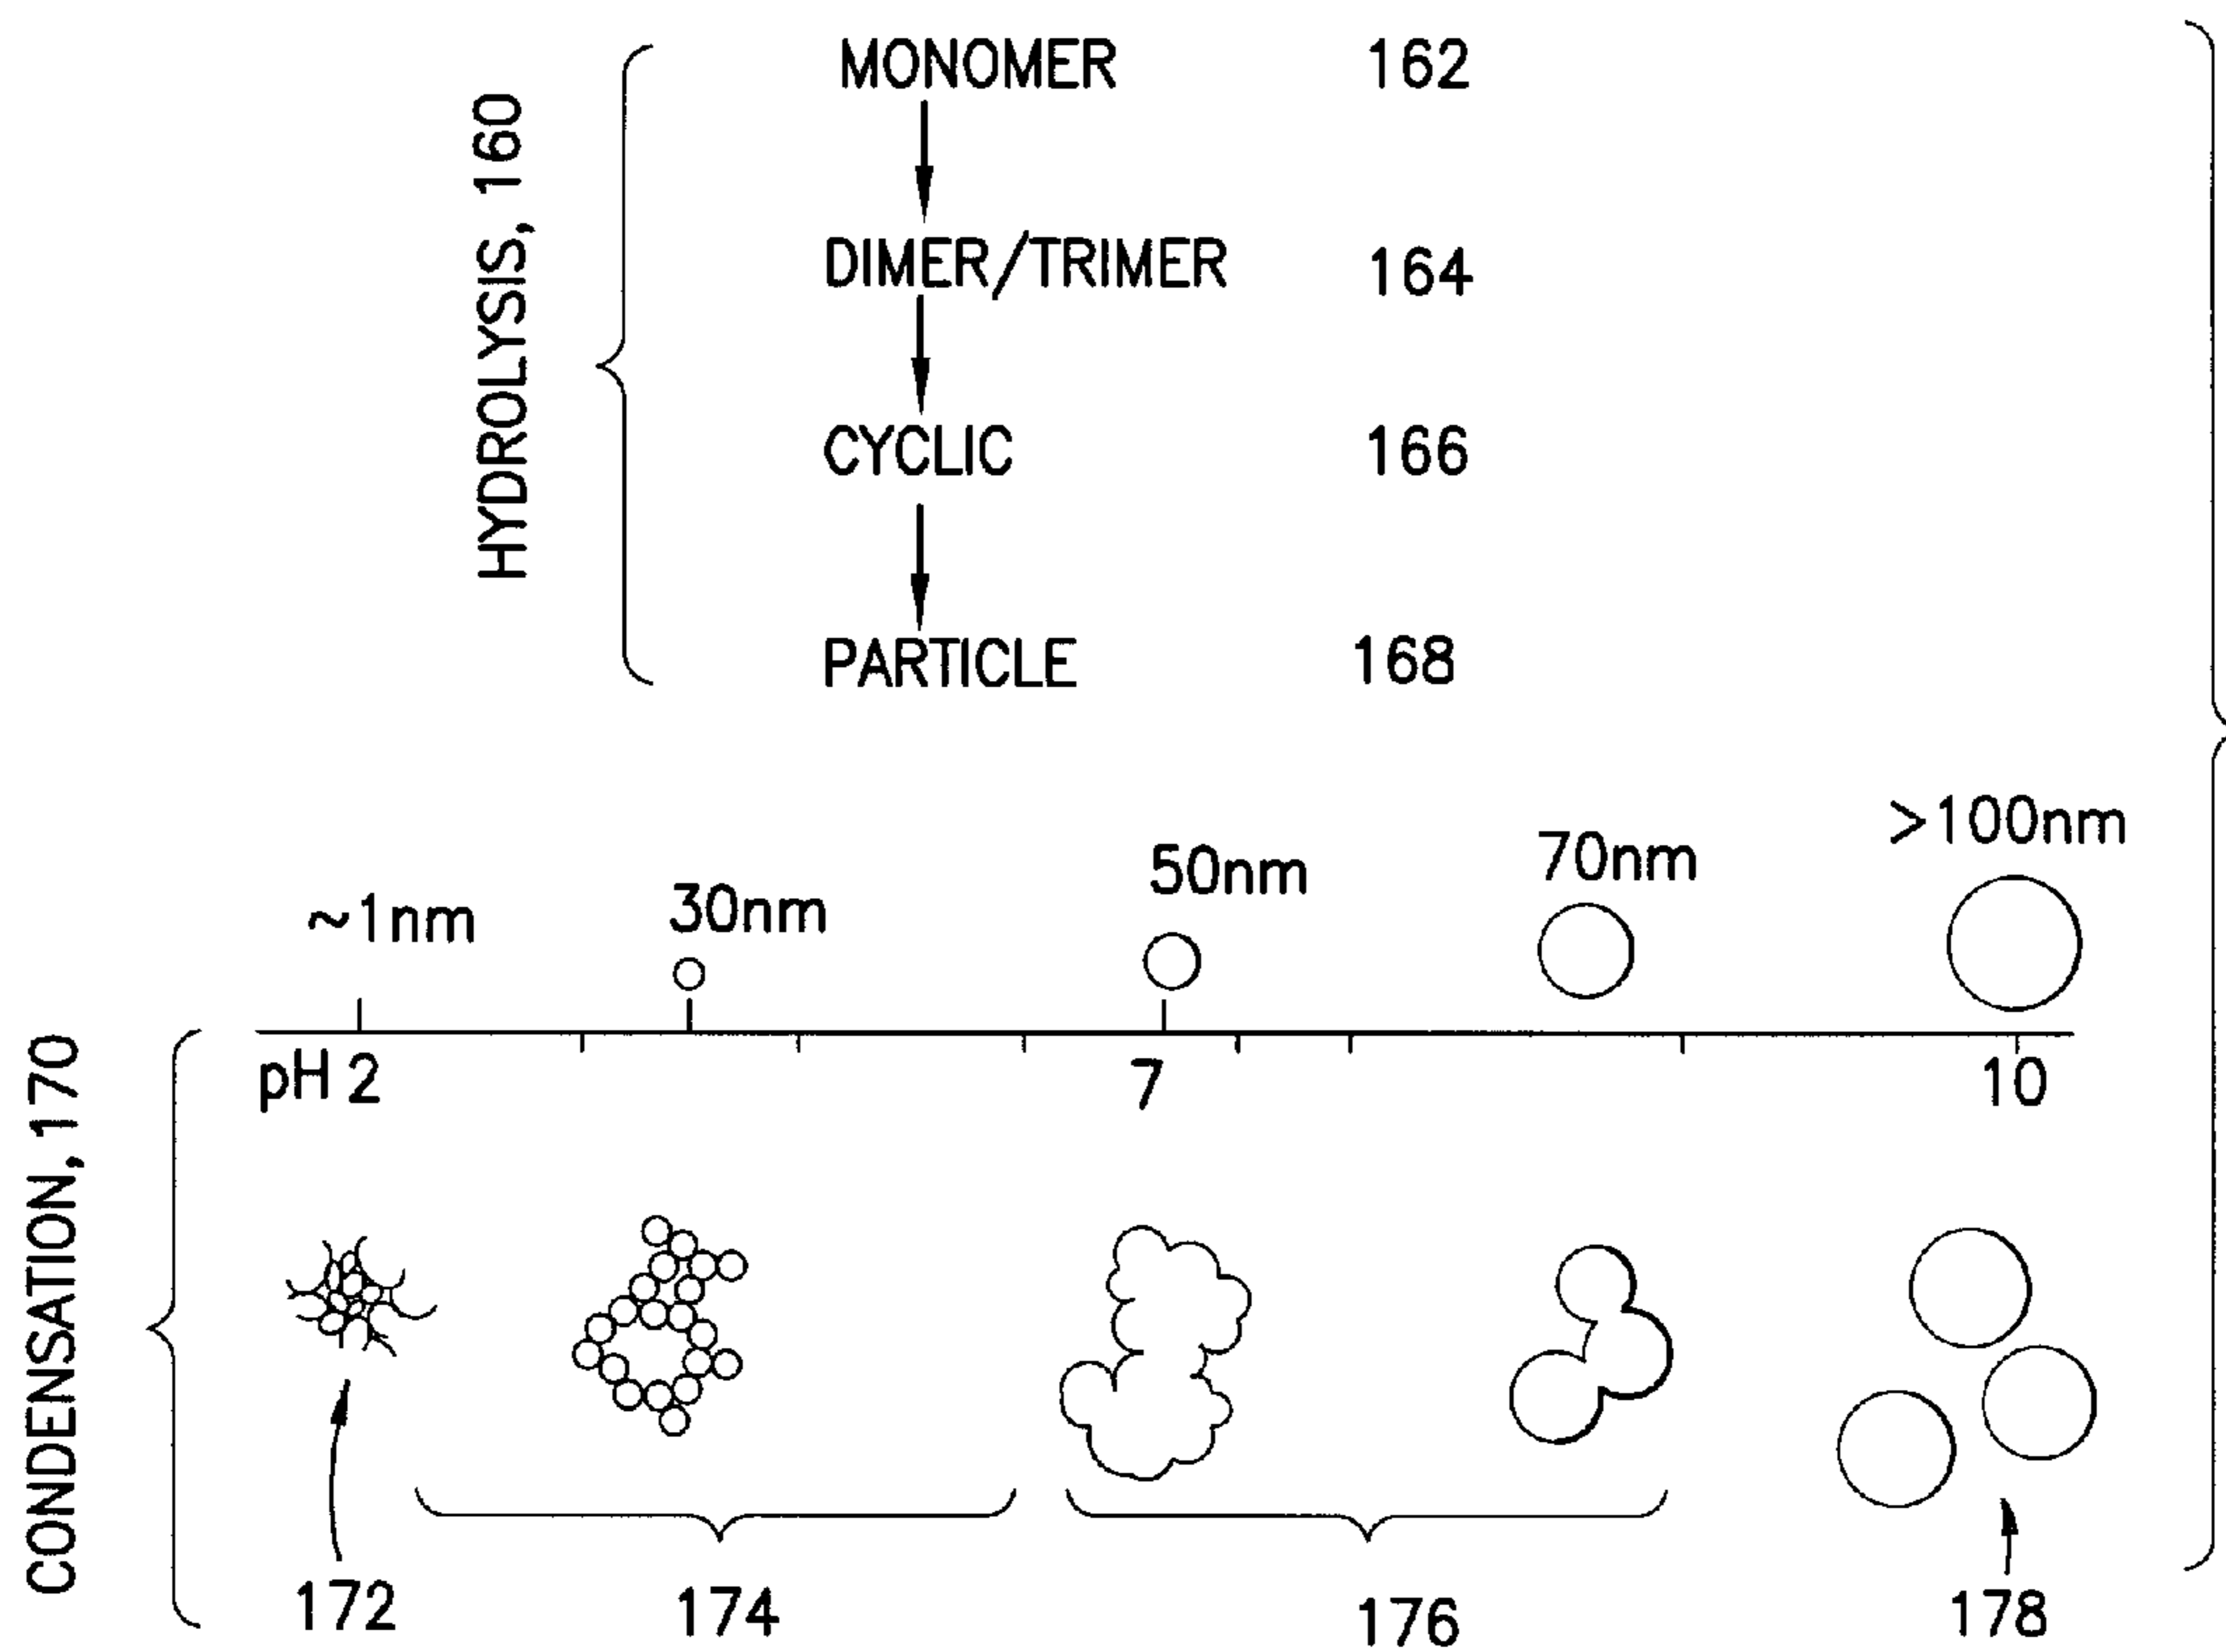 HYDROLYSIS, 160
MONOMER 162
DIMER/TRIMER 164
CYCLIC 166
PARTICLE 168
~1nm 30nm 50nm 70nm >100nm
pH 2 7 10
CONDENSATION, 170
172 174 176 178